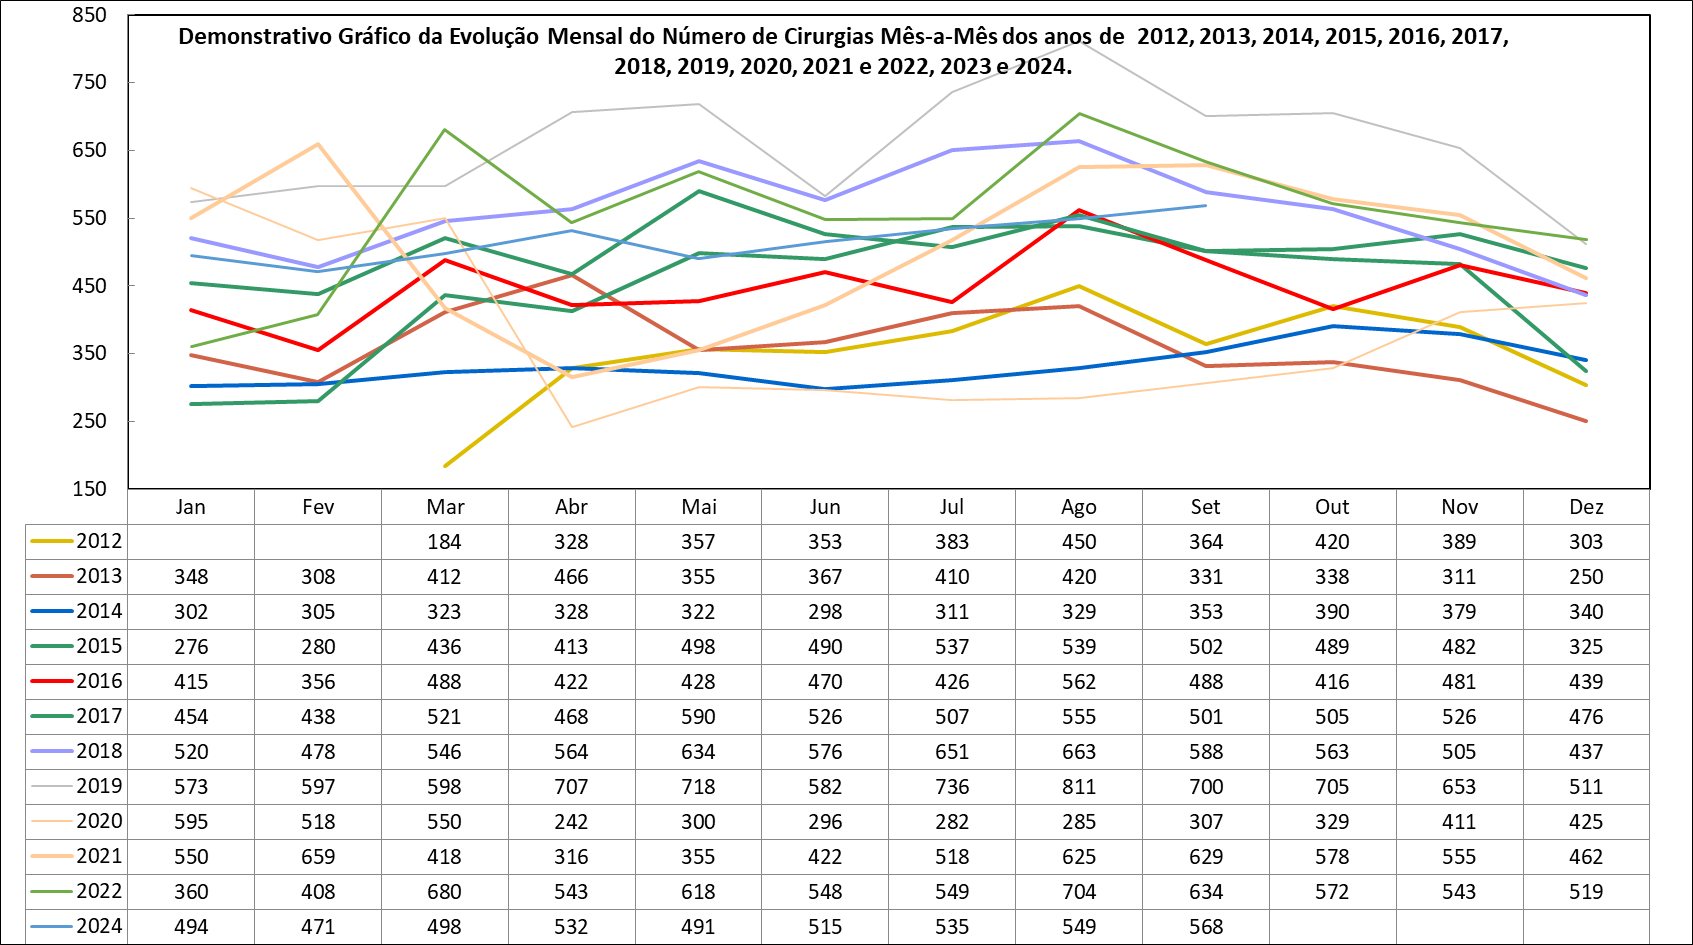 850
Demonstrativo Gráfico da Evolução Mensal do Número de Cirurgias Mês-a-Mês dos anos de 2012, 2013, 2014, 2015, 2016, 2017,
2018, 2019, 2020, 2021 e 2022, 2023 e 2024.
750
650
550
450
350
250
150
Jan Fev Mar Abr Mai Jun Jul Ago Set Out Nov Dez
2012 184 328 357 353 383 450 364 420 389 303
2013 348 308 412 466 355 367 410 420 331 338 311 250
2014 302 305 323 328 322 298 311 329 353 390 379 340
2015 276 280 436 413 498 490 537 539 502 489 482 325
2016 415 356 488 422 428 470 426 562 488 416 481 439
2017 454 438 521 468 590 526 507 555 501 505 526 476
2018 520 478 546 564 634 576 651 663 588 563 505 437
2019 573 597 598 707 718 582 736 811 700 705 653 511
2020 595 518 550 242 300 296 282 285 307 329 411 425
2021 550 659 418 316 355 422 518 625 629 578 555 462
2022 360 408 680 543 618 548 549 704 634 572 543 519
2024 494 471 498 532 491 515 535 549 568